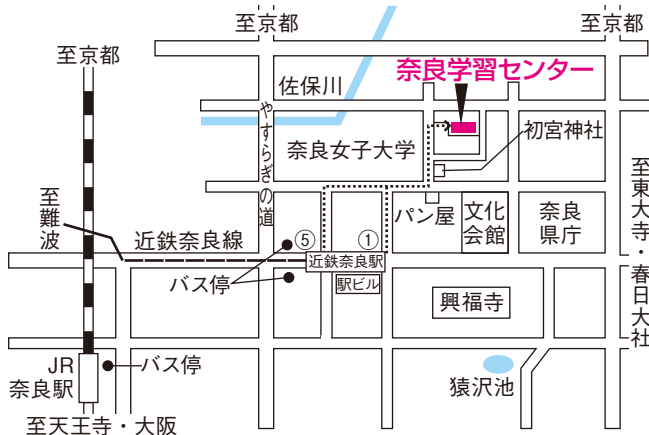 至京都
至京都
至京都
奈良学習センター
佐保川
やすらぎの道
奈良女子大学
初宮神社
至東大寺・春日大社
至難波
パン屋
文化
会館
奈良
県庁
近鉄奈良線
⑤
①
近鉄奈良駅
バス停
駅ビル
興福寺
JR
奈良駅
バス停
猿沢池
至天王寺・大阪